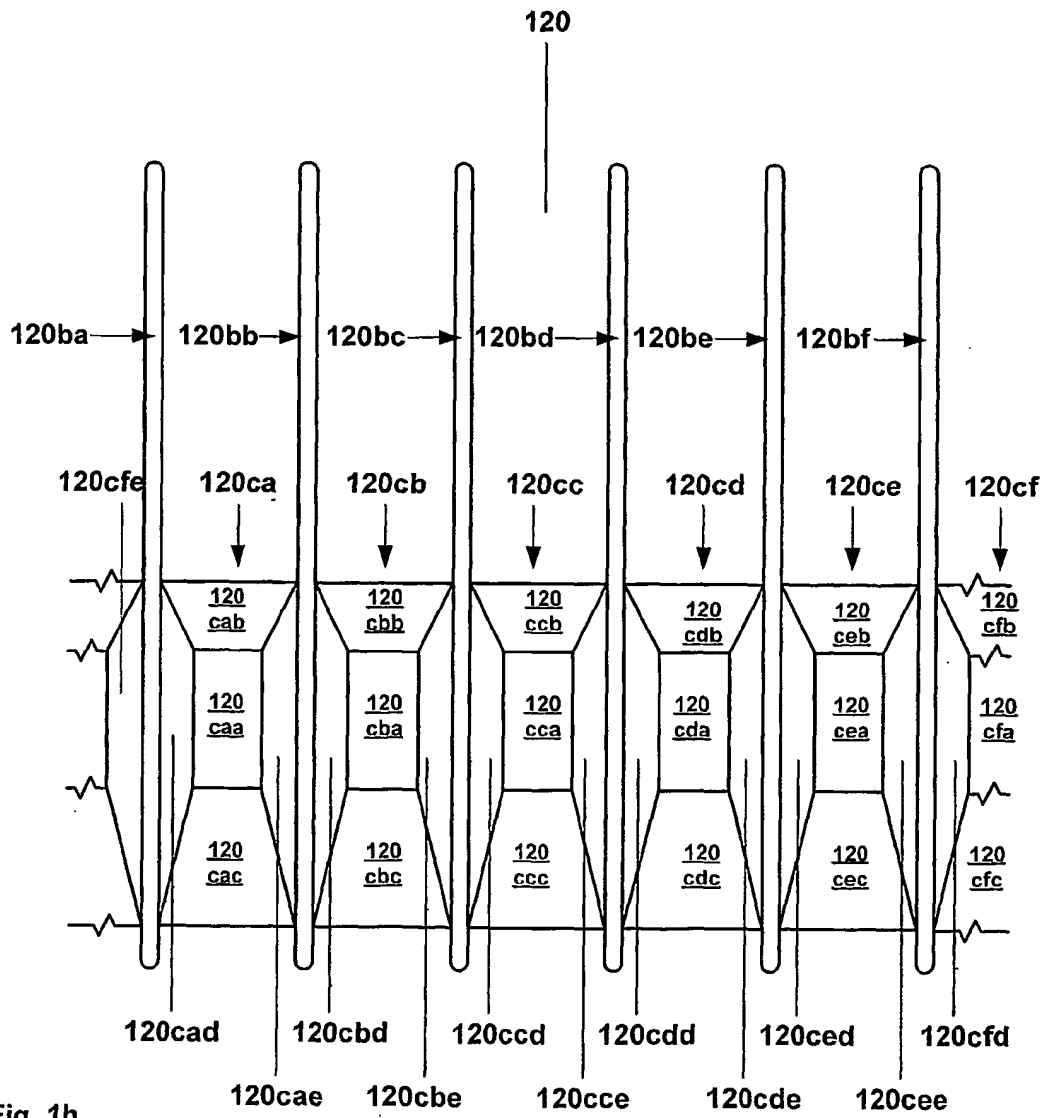 120
120ba 120bb 120bc 120bd 120be 120bf
120cfe 120ca 120cb 120cc 120cd 120ce 120cf
120 120 120 120 120 120
cab cbb ccb cdb ceb cfb
120 120 120 120 120 120
caa cba cca cda cea cfa
120 120 120 120 120 120
cac cbc ccc cdc cec cfc
120cad 120cbd 120ccd 120cdd 120ced 120cfd
120cae 120cbe 120cce 120cde 120cee
Fig. 1h